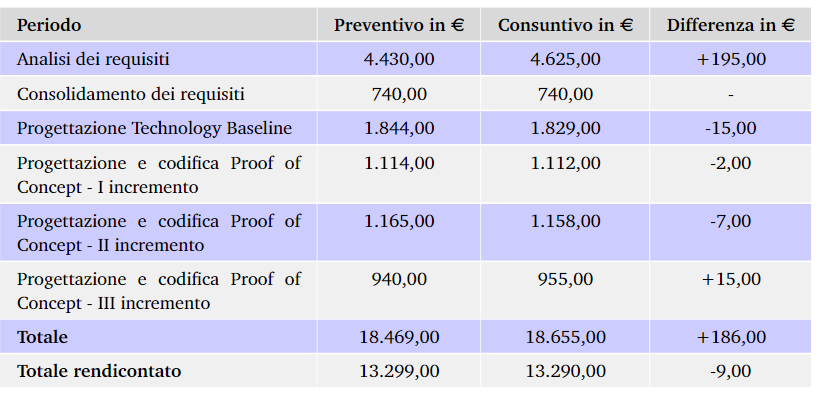 Periodo Preventivo in € Consuntivo in € Differenza in €
Analisi dei requisiti 4.430,00 4.625,00 +195,00
Consolidamento dei requisiti 740,00 740,00 -
Progettazione Technology Baseline 1.844,00 1.829,00 -15,00
Progettazione e codifica Proof of 1.114,00 1.112,00 -2,00
Concept - I incremento
Progettazione e codifica Proof of 1.165,00 1.158,00 -7,00
Concept - II incremento
Progettazione e codifica Proof of 940,00 955,00 +15,00
Concept - III incremento
Totale 18.469,00 18.655,00 +186,00
Totale rendicontato 13.299,00 13.290,00 -9,00